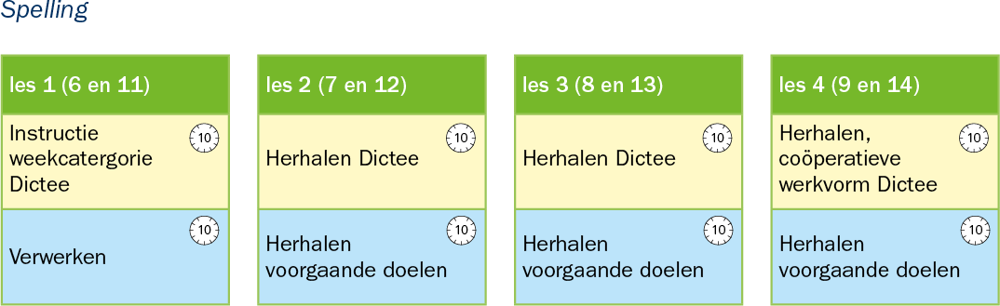 Spelling
les 1 (6 en 11)
Instructie
weekcatergorie
Dictee
10
Verwerken
10
les 2 (7 en 12)
Herhalen Dictee
10
Herhalen
voorgaande doelen
10
les 3 (8 en 13)
Herhalen Dictee
10
Herhalen
voorgaande doelen
10
les 4 (9 en 14)
Herhalen,
coöperatieve
werkvorm Dictee
10
Herhalen
voorgaande doelen
10